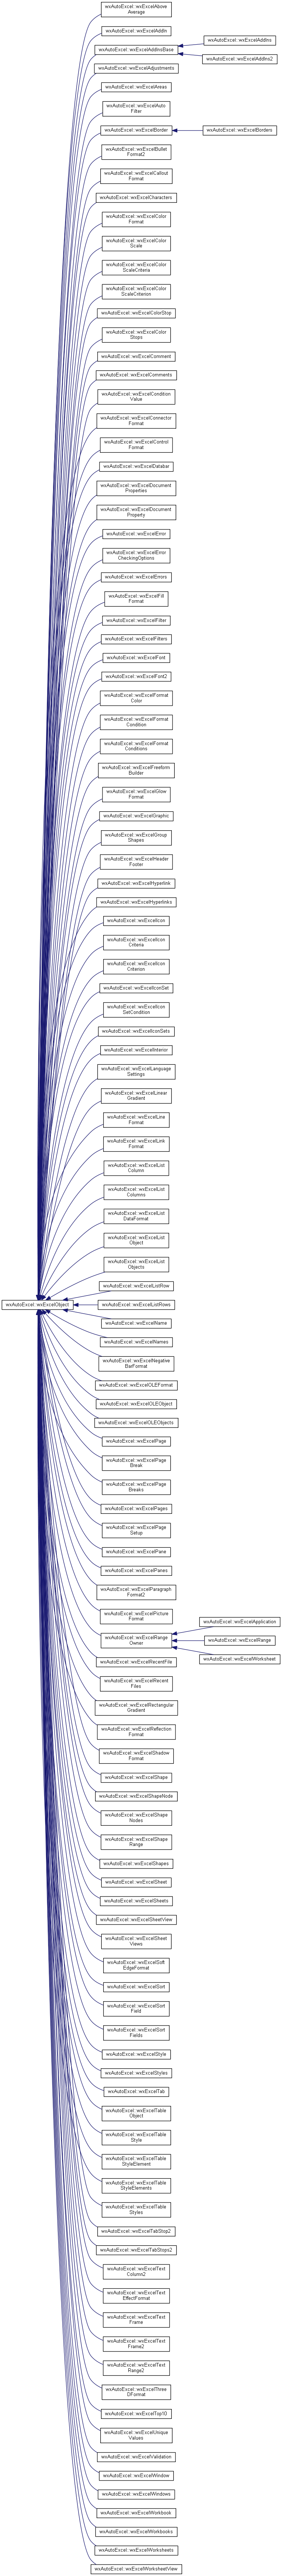 wxAutoExcel::wxExcelAbove
Average
wxAutoExcel::wxExcelAddIn
wxAutoExcel::wxExcelAddIns
wxAutoExcel::wxExcelAddInsBase
wxAutoExcel::wxExcelAddIns2
wxAutoExcel::wxExcelAdjustments
wxAutoExcel::wxExcelAreas
wxAutoExcel::wxExcelAuto
Filter
wxAutoExcel::wxExcelBorder
wxAutoExcel::wxExcelBorders
wxAutoExcel::wxExcelBullet
Format2
wxAutoExcel::wxExcelCallout
Format
wxAutoExcel::wxExcelCharacters
wxAutoExcel::wxExcelColor
Format
wxAutoExcel::wxExcelColor
Scale
wxAutoExcel::wxExcelColor
ScaleCriteria
wxAutoExcel::wxExcelColor
ScaleCriterion
wxAutoExcel::wxExcelColorStop
wxAutoExcel::wxExcelColor
Stops
wxAutoExcel::wxExcelComment
wxAutoExcel::wxExcelComments
wxAutoExcel::wxExcelCondition
Value
wxAutoExcel::wxExcelConnector
Format
wxAutoExcel::wxExcelControl
Format
wxAutoExcel::wxExcelDatabar
wxAutoExcel::wxExcelDocument
Properties
wxAutoExcel::wxExcelDocument
Property
wxAutoExcel::wxExcelError
wxAutoExcel::wxExcelError
CheckingOptions
wxAutoExcel::wxExcelErrors
wxAutoExcel::wxExcelFill
Format
wxAutoExcel::wxExcelFilter
wxAutoExcel::wxExcelFilters
wxAutoExcel::wxExcelFont
wxAutoExcel::wxExcelFont2
wxAutoExcel::wxExcelFormat
Color
wxAutoExcel::wxExcelFormat
Condition
wxAutoExcel::wxExcelFormat
Conditions
wxAutoExcel::wxExcelFreeform
Builder
wxAutoExcel::wxExcelGlow
Format
wxAutoExcel::wxExcelGraphic
wxAutoExcel::wxExcelGroup
Shapes
wxAutoExcel::wxExcelHeader
Footer
wxAutoExcel::wxExcelHyperlink
wxAutoExcel::wxExcelHyperlinks
wxAutoExcel::wxExcelIcon
wxAutoExcel::wxExcelIcon
Criteria
wxAutoExcel::wxExcelIcon
Criterion
wxAutoExcel::wxExcelIconSet
wxAutoExcel::wxExcelIcon
SetCondition
wxAutoExcel::wxExcelIconSets
wxAutoExcel::wxExcelInterior
wxAutoExcel::wxExcelLanguage
Settings
wxAutoExcel::wxExcelLinear
Gradient
wxAutoExcel::wxExcelLine
Format
wxAutoExcel::wxExcelLink
Format
wxAutoExcel::wxExcelList
Column
wxAutoExcel::wxExcelList
Columns
wxAutoExcel::wxExcelList
DataFormat
wxAutoExcel::wxExcelList
Object
wxAutoExcel::wxExcelList
Objects
wxAutoExcel::wxExcelListRow
wxAutoExcel::wxExcelObject
wxAutoExcel::wxExcelListRows
wxAutoExcel::wxExcelName
wxAutoExcel::wxExcelNames
wxAutoExcel::wxExcelNegative
BarFormat
wxAutoExcel::wxExcelOLEFormat
wxAutoExcel::wxExcelOLEObject
wxAutoExcel::wxExcelOLEObjects
wxAutoExcel::wxExcelPage
wxAutoExcel::wxExcelPage
Break
wxAutoExcel::wxExcelPage
Breaks
wxAutoExcel::wxExcelPages
wxAutoExcel::wxExcelPage
Setup
wxAutoExcel::wxExcelPane
wxAutoExcel::wxExcelPanes
wxAutoExcel::wxExcelParagraph
Format2
wxAutoExcel::wxExcelPicture
Format
wxAutoExcel::wxExcelApplication
wxAutoExcel::wxExcelRange
Owner
wxAutoExcel::wxExcelRange
wxAutoExcel::wxExcelWorksheet
wxAutoExcel::wxExcelRecentFile
wxAutoExcel::wxExcelRecent
Files
wxAutoExcel::wxExcelRectangular
Gradient
wxAutoExcel::wxExcelReflection
Format
wxAutoExcel::wxExcelShadow
Format
wxAutoExcel::wxExcelShape
wxAutoExcel::wxExcelShapeNode
wxAutoExcel::wxExcelShape
Nodes
wxAutoExcel::wxExcelShape
Range
wxAutoExcel::wxExcelShapes
wxAutoExcel::wxExcelSheet
wxAutoExcel::wxExcelSheets
wxAutoExcel::wxExcelSheetView
wxAutoExcel::wxExcelSheet
Views
wxAutoExcel::wxExcelSoft
EdgeFormat
wxAutoExcel::wxExcelSort
wxAutoExcel::wxExcelSort
Field
wxAutoExcel::wxExcelSort
Fields
wxAutoExcel::wxExcelStyle
wxAutoExcel::wxExcelStyles
wxAutoExcel::wxExcelTab
wxAutoExcel::wxExcelTable
Object
wxAutoExcel::wxExcelTable
Style
wxAutoExcel::wxExcelTable
StyleElement
wxAutoExcel::wxExcelTable
StyleElements
wxAutoExcel::wxExcelTable
Styles
wxAutoExcel::wxExcelTabStop2
wxAutoExcel::wxExcelTabStops2
wxAutoExcel::wxExcelText
Column2
wxAutoExcel::wxExcelText
EffectFormat
wxAutoExcel::wxExcelText
Frame
wxAutoExcel::wxExcelText
Frame2
wxAutoExcel::wxExcelText
Range2
wxAutoExcel::wxExcelThree
DFormat
wxAutoExcel::wxExcelTop10
wxAutoExcel::wxExcelUnique
Values
wxAutoExcel::wxExcelValidation
wxAutoExcel::wxExcelWindow
wxAutoExcel::wxExcelWindows
wxAutoExcel::wxExcelWorkbook
wxAutoExcel::wxExcelWorkbooks
wxAutoExcel::wxExcelWorksheets
wxAutoExcel::wxExcelWorksheetView